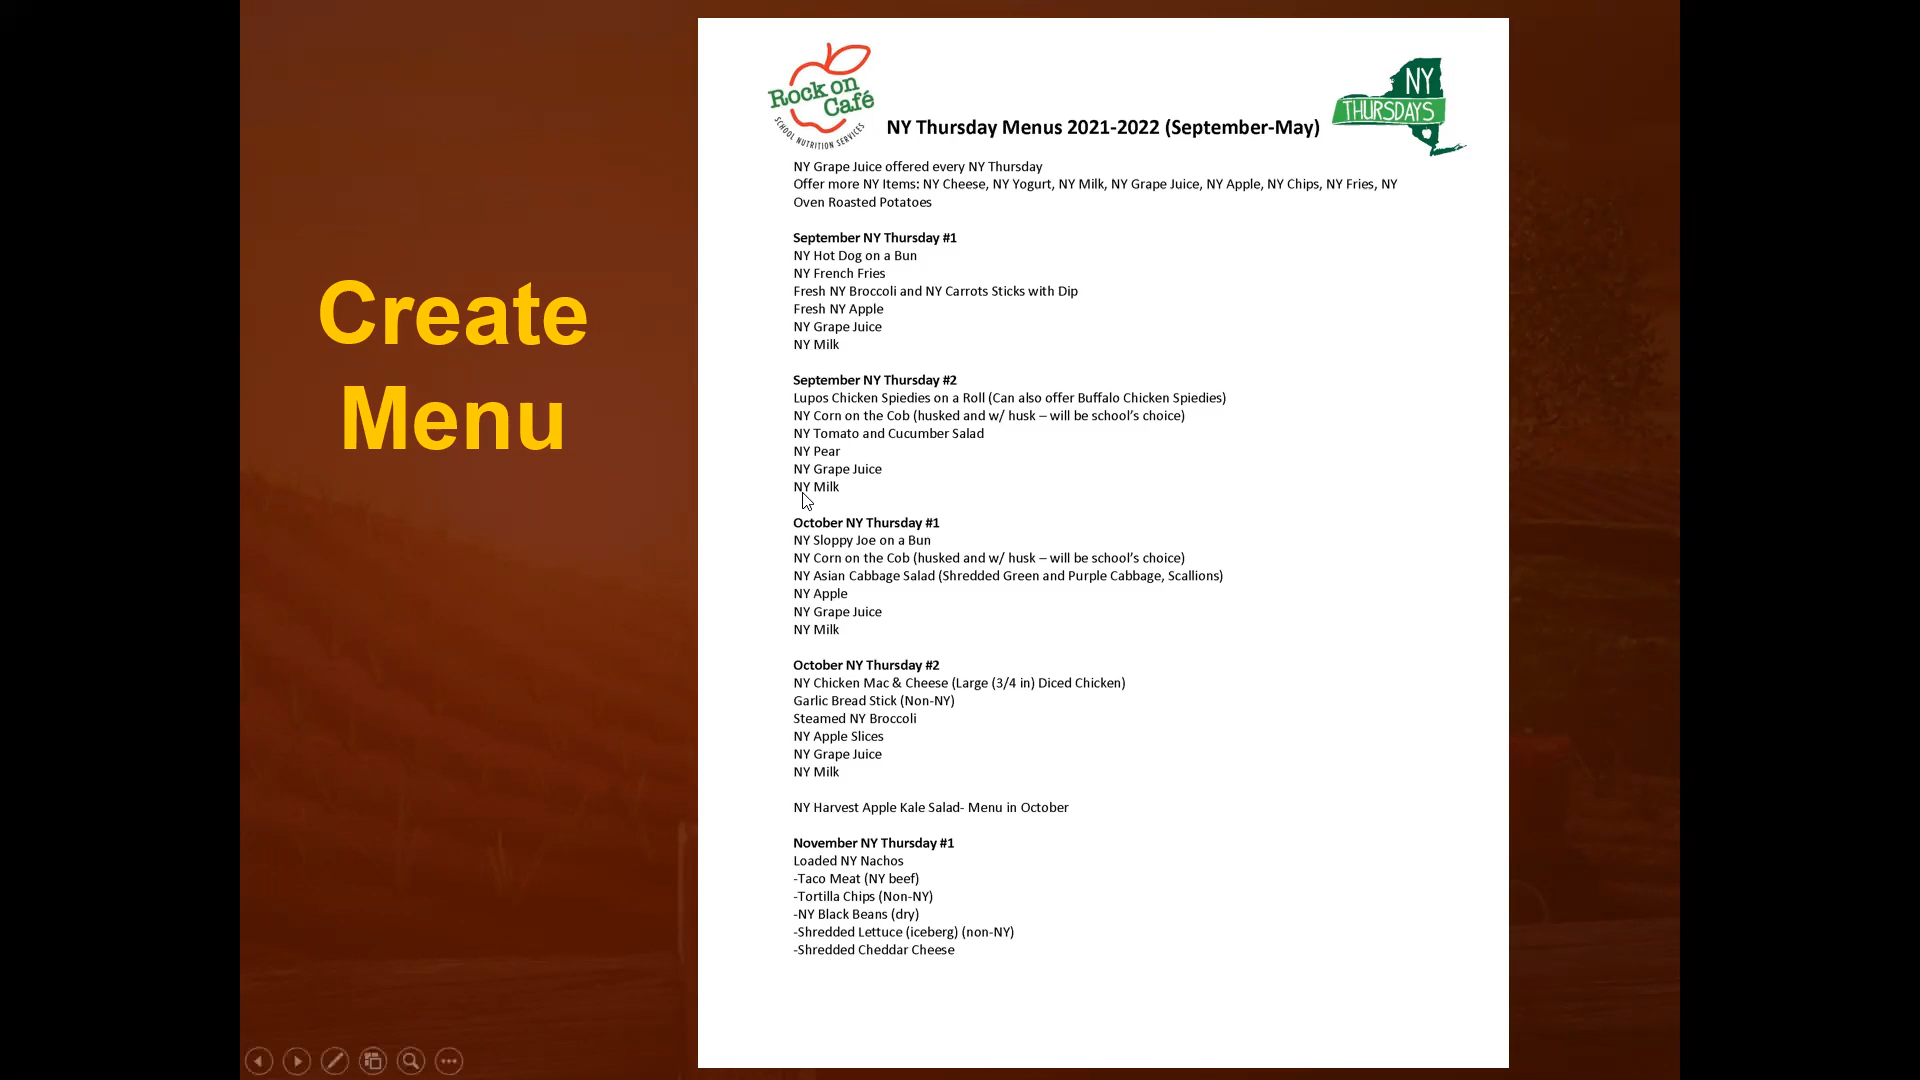 Create
Menu
Rock on
Café
SCHOOL NUTRITION SERVICES
NY
THURSDAYS
NY Thursday Menus 2021-2022 (September-May)
NY Grape Juice offered every NY Thursday
Offer more NY Items: NY Cheese, NY Yogurt, NY Milk, NY Grape Juice, NY Apple, NY Chips, NY Fries, NY
Oven Roasted Potatoes
September NY Thursday #1
NY Hot Dog on a Bun
NY French Fries
Fresh NY Broccoli and NY Carrots Sticks with Dip
Fresh NY Apple
NY Grape Juice
NY Milk
September NY Thursday #2
Lupos Chicken Spiedies on a Roll (Can also offer Buffalo Chicken Spiedies)
NY Corn on the Cob (husked and w/ husk – will be school’s choice)
NY Tomato and Cucumber Salad
NY Pear
NY Grape Juice
NY Milk
October NY Thursday #1
NY Sloppy Joe on a Bun
NY Corn on the Cob (husked and w/ husk – will be school’s choice)
NY Asian Cabbage Salad (Shredded Green and Purple Cabbage, Scallions)
NY Apple
NY Grape Juice
NY Milk
October NY Thursday #2
NY Chicken Mac & Cheese (Large (3/4 in) Diced Chicken)
Garlic Bread Stick (Non-NY)
Steamed NY Broccoli
NY Apple Slices
NY Grape Juice
NY Milk
NY Harvest Apple Kale Salad- Menu in October
November NY Thursday #1
Loaded NY Nachos
-Taco Meat (NY beef)
-Tortilla Chips (Non-NY)
-NY Black Beans (dry)
-Shredded Lettuce (iceberg) (non-NY)
-Shredded Cheddar Cheese